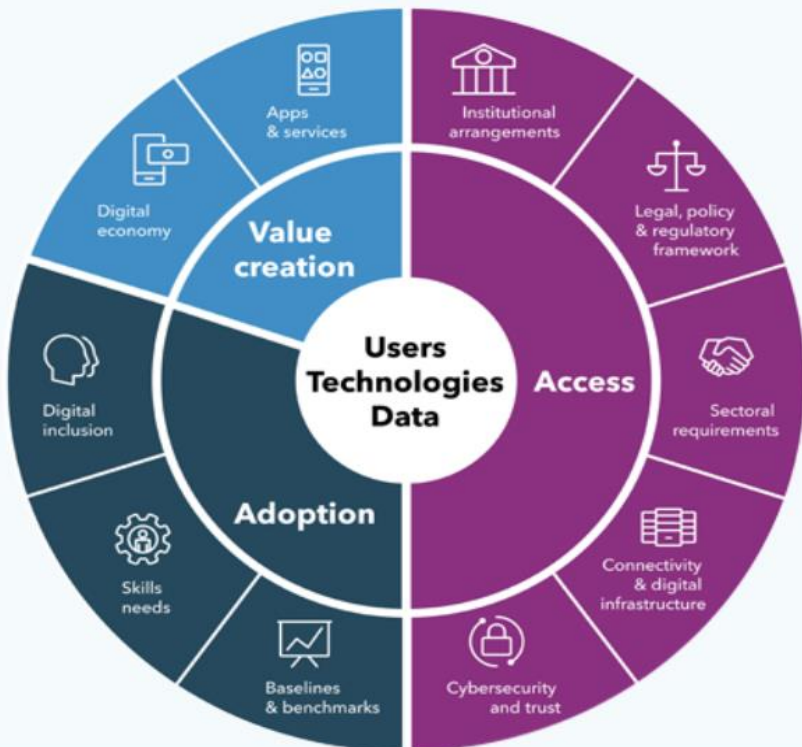 Apps
& services
Institutional
arrangements
Digital
economy
Legal, policy
& regulatory
framework
Value
creation
Users
Technologies
Data
Access
Digital
inclusion
Sectoral
requirements
Adoption
Skills
needs
Connectivity
& digital
infrastructure
Baselines
& benchmarks
Cybersecurity
and trust